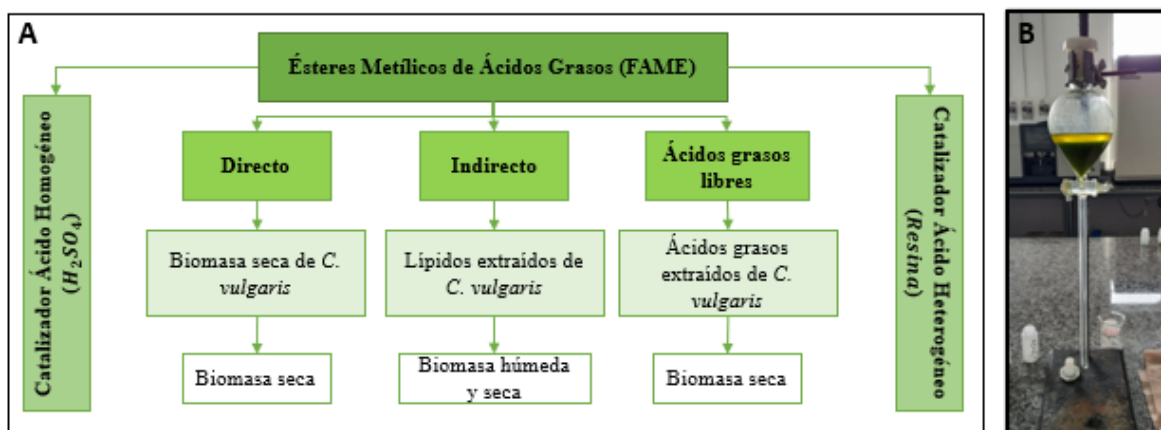 A
Ésteres Metílicos de Ácidos Grasos (FAME)
Catalizador Ácido Homogéneo
(H₂SO₄)
Directo
Indirecto
Ácidos grasos
libres
Biomasa seca de C.
vulgaris
Lípidos extraídos de
C. vulgaris
Ácidos grasos
extraídos de C.
vulgaris
Biomasa seca
Biomasa húmeda
y seca
Biomasa seca
Catalizador Ácido Heterogéneo
(Resina)
B